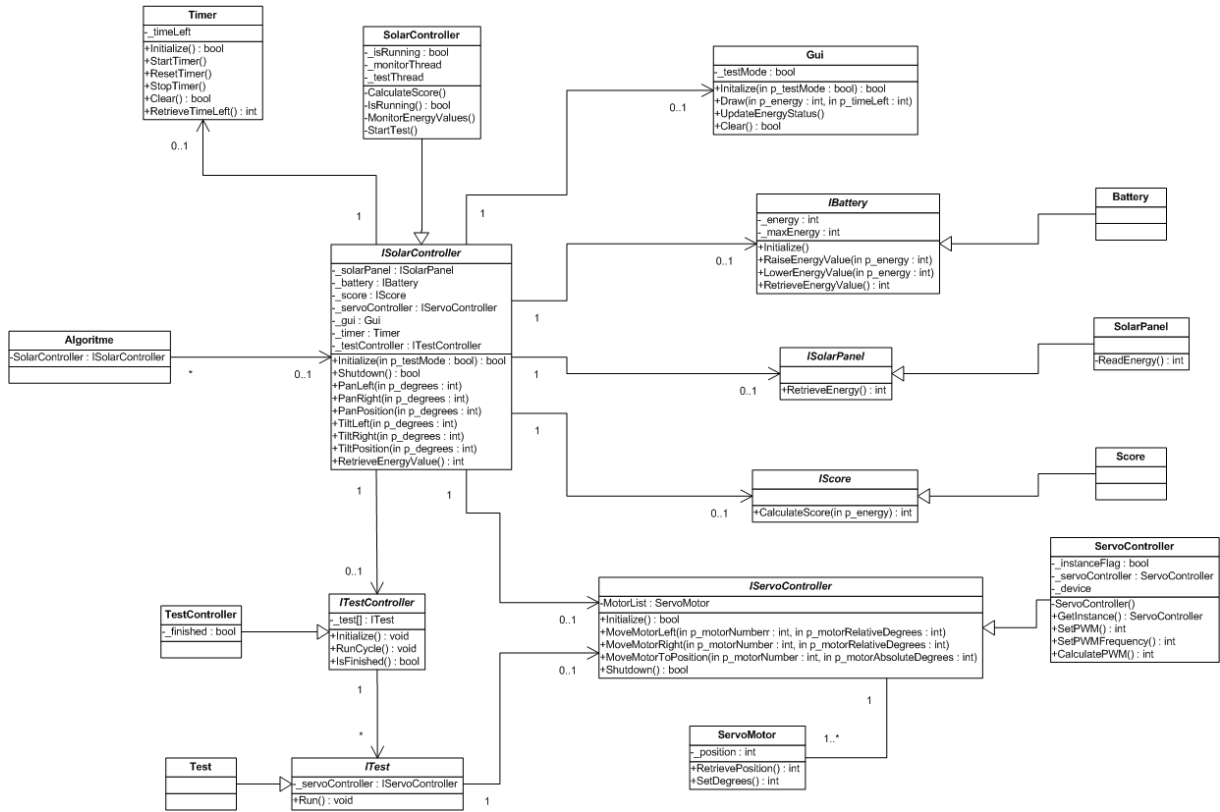 Timer
-_timeLeft
+Initialize() : bool
+StartTimer()
+ResetTimer()
+StopTimer()
+Clear() : bool
+RetrieveTimeLeft() : int
SolarController
-_isRunning : bool
-_monitorThread
-_testThread
-CalculateScore()
-IsRunning() : bool
-MonitorEnergyValues()
-StartTest()
Gui
-_testMode : bool
+Initalize(in p_testMode : bool) : bool
+Draw(in p_energy : int, in p_timeLeft : int)
+UpdateEnergyStatus()
+Clear() : bool
0..1
0..1
1
1
IBattery
-_energy : int
-_maxEnergy : int
+Initialize()
+RaiseEnergyValue(in p_energy : int)
+LowerEnergyValue(in p_energy : int)
+RetrieveEnergyValue() : int
Battery
0..1
1
ISolarController
-_solarPanel : ISolarPanel
-_battery : IBattery
-_score : IScore
-_servoController : IServoController
-_gui : Gui
-_timer : Timer
-_testController : ITestController
+Initialize(in p_testMode : bool) : bool
+Shutdown() : bool
+PanLeft(in p_degrees : int)
+PanRight(in p_degrees : int)
+PanPosition(in p_degrees : int)
+TiltLeft(in p_degrees : int)
+TiltRight(in p_degrees : int)
+TiltPosition(in p_degrees : int)
+RetrieveEnergyValue() : int
Algoritme
-SolarController : ISolarController
*
0..1
ISolarPanel
+RetrieveEnergy() : int
SolarPanel
-ReadEnergy() : int
1
0..1
1
IScore
+CalculateScore(in p_energy) : int
Score
0..1
1
1
ITestController
-_test[] : ITest
+Initialize() : void
+RunCycle() : void
+IsFinished() : bool
0..1
TestController
-_finished : bool
IServoController
-MotorList : ServoMotor
+Initialize() : bool
+MoveMotorLeft(in p_motorNumberr : int, in p_motorRelativeDegrees : int)
+MoveMotorRight(in p_motorNumber : int, in p_motorRelativeDegrees : int)
+MoveMotorToPosition(in p_motorNumber : int, in p_motorAbsoluteDegrees : int)
+Shutdown() : bool
0..1
0..1
ServoController
-_instanceFlag : bool
-_servoController : ServoController
-_device
-ServoController()
+GetInstance() : ServoController
+SetPWM() : int
+SetPWMFrequency() : int
+CalculatePWM() : int
1
*
1
1..*
ServoMotor
-_position : int
+RetrievePosition() : int
+SetDegrees() : int
Test
ITest
-_servoController : IServoController
+Run() : void
1